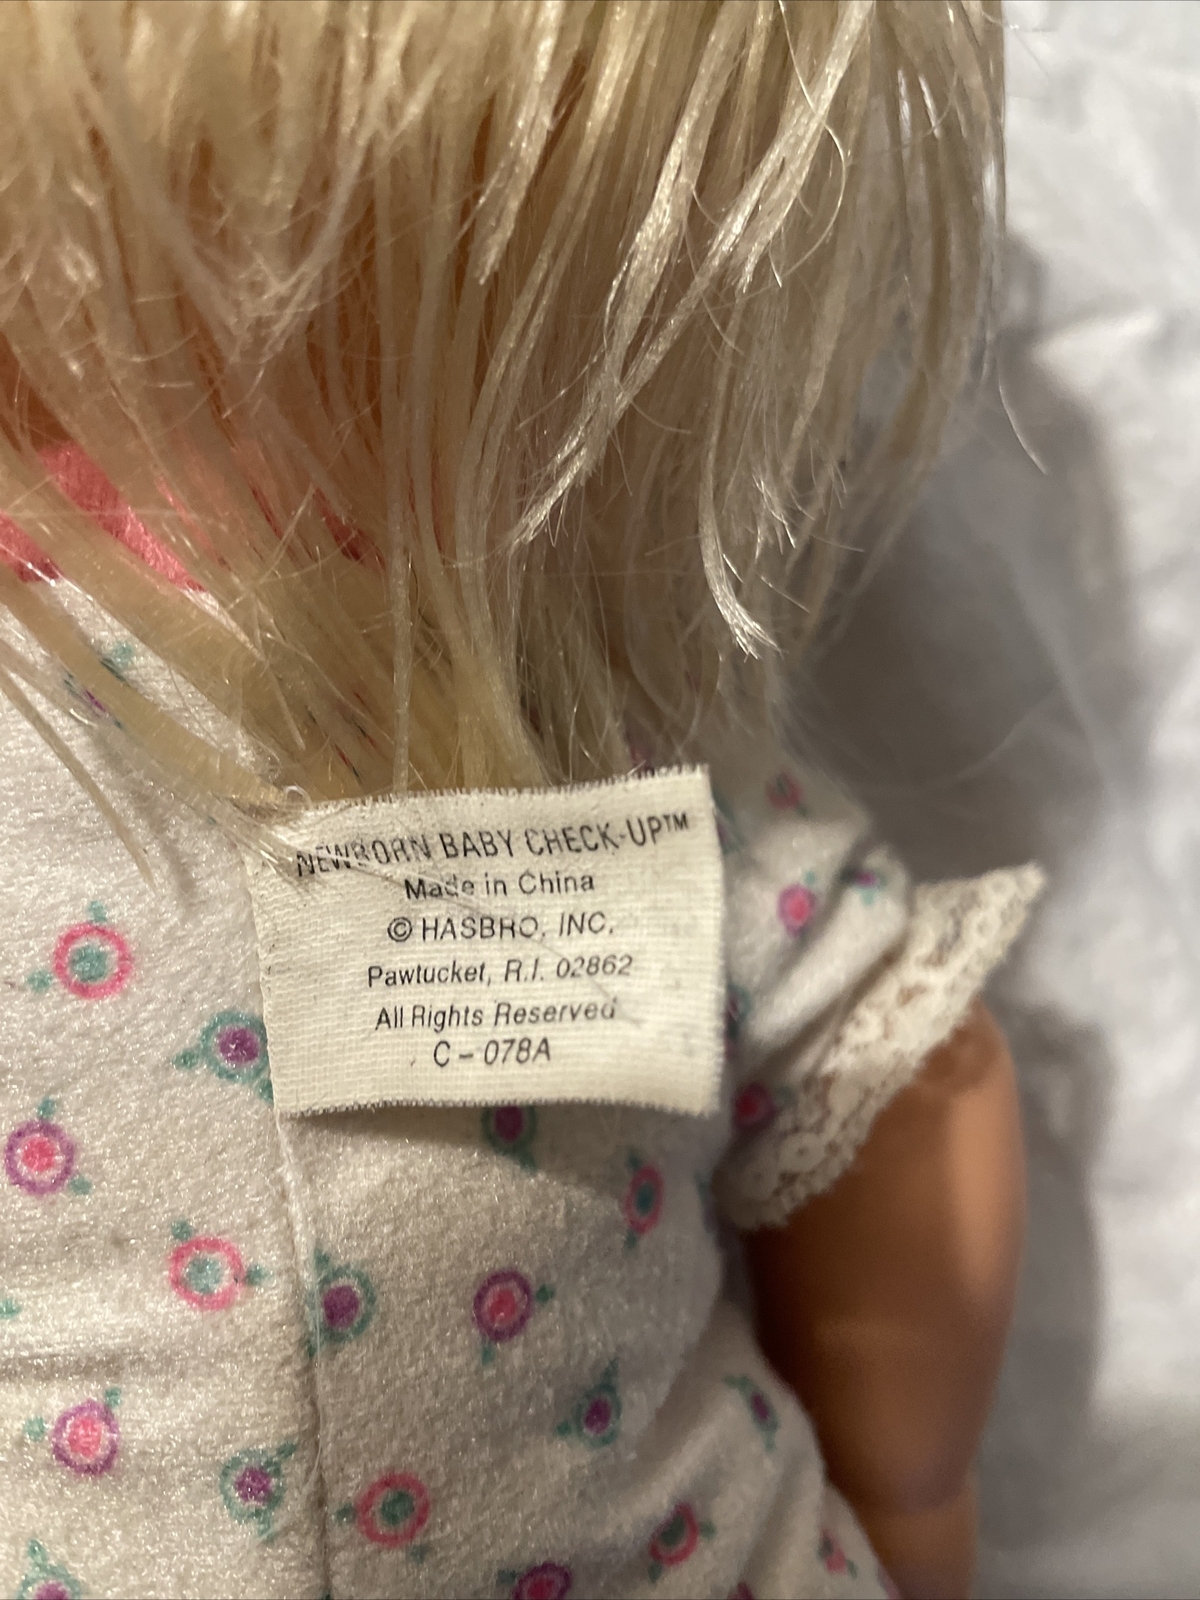 NEWBORN BABY CHECK-UP™
Made in China
© HASBRO, INC.
Pawtucket, R.I. 02862
All Rights Reserved
C – 078A